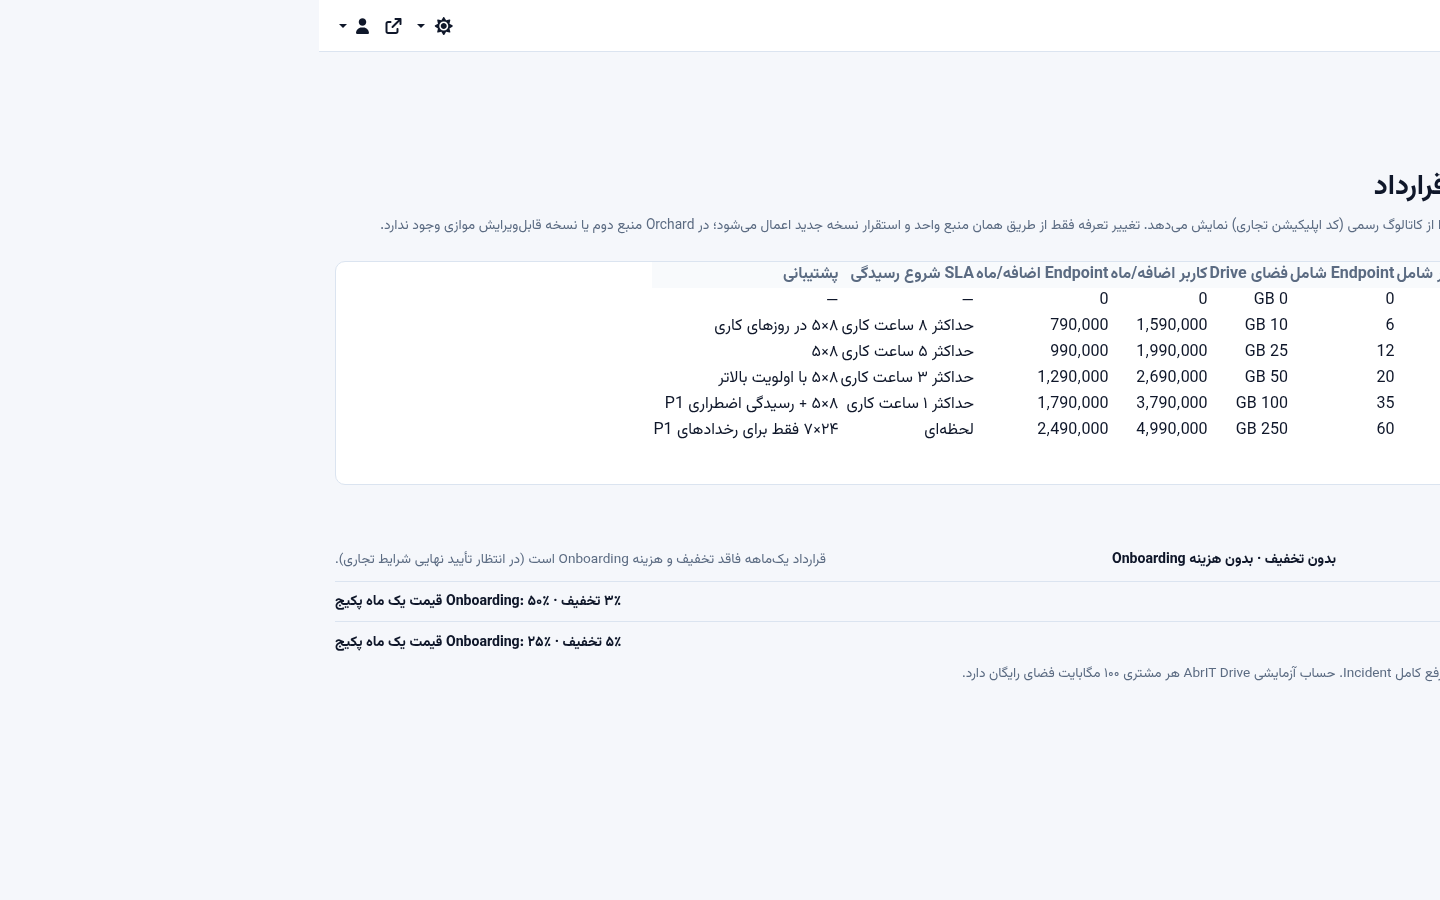 قرارداد
از کاتالوگ رسمی (کد اپلیکیشن تجاری) نمایش می‌دهد. تغییر تعرفه فقط از طریق همان منبع واحد و استقرار نسخه جدید اعمال می‌شود؛ در Orchard منبع دوم یا نسخه قابل‌ویرایش موازی وجود ندارد.
شامل Endpoint شامل فضای Drive کاربر اضافه/ماه Endpoint اضافه/ماه SLA شروع رسیدگی پشتیبانی
0 0 GB 0 0 — —
6 10 GB 1,590,000 790,000 حداکثر ۸ ساعت کاری ۵×۸ در روزهای کاری
12 25 GB 1,990,000 990,000 حداکثر ۵ ساعت کاری ۵×۸
20 50 GB 2,690,000 1,290,000 حداکثر ۳ ساعت کاری ۵×۸ با اولویت بالاتر
35 100 GB 3,790,000 1,790,000 حداکثر ۱ ساعت کاری ۵×۸ + رسیدگی اضطراری P1
60 250 GB 4,990,000 2,490,000 لحظه‌ای ۷×۲۴ فقط برای رخدادهای P1
بدون تخفیف · بدون هزینه Onboarding قرارداد یک‌ماهه فاقد تخفیف و هزینه Onboarding است (در انتظار تأیید نهایی شرایط تجاری).
۳٪ تخفیف · Onboarding: ۵۰٪ قیمت یک ماه پکیج
۵٪ تخفیف · Onboarding: ۲۵٪ قیمت یک ماه پکیج
کامل Incident. حساب آزمایشی AbrIT Drive هر مشتری ۱۰۰ مگابایت فضای رایگان دارد.